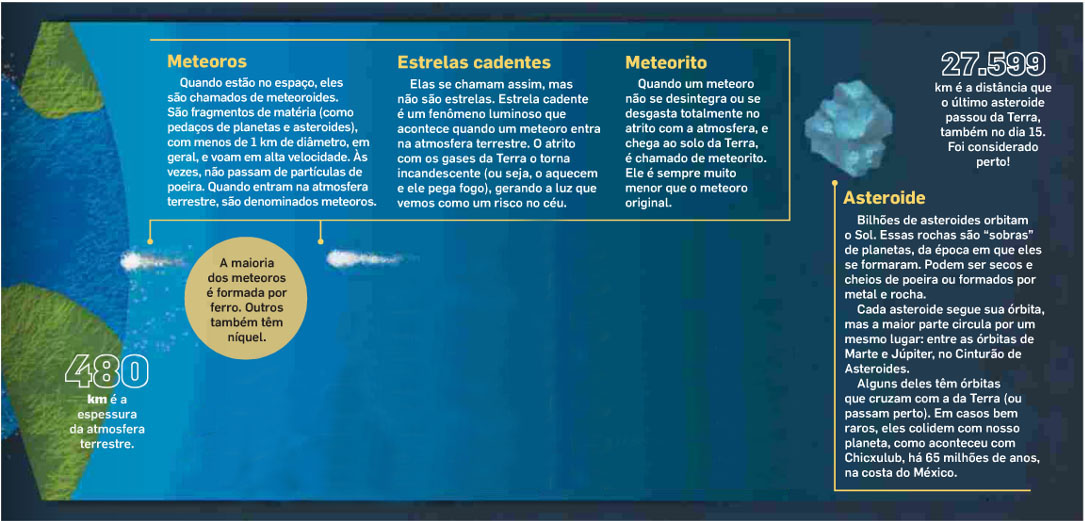 Meteoros
Quando estão no espaço, eles
são chamados de meteoroides.
São fragmentos de matéria (como
pedaços de planetas e asteroides),
com menos de 1 km de diâmetro, em
geral, e voam em alta velocidade. Às
vezes, não passam de partículas de
poeira. Quando entram na atmosfera
terrestre, são denominados meteoros.
Estrelas cadentes
Elas se chamam assim, mas
não são estrelas. Estrela cadente
é um fenômeno luminoso que
acontece quando um meteoro entra
na atmosfera terrestre. O atrito
com os gases da Terra o torna
incandescente (ou seja, o aquecem
e ele pega fogo), gerando a luz que
vemos como um risco no céu.
Meteorito
Quando um meteoro
não se desintegra ou se
desgasta totalmente no
atrito com a atmosfera, e
chega ao solo da Terra,
é chamado de meteorito.
Ele é sempre muito
menor que o meteoro
original.
27.599
km é a distância que
o último asteroide
passou da Terra,
também no dia 15.
Foi considerado
perto!
Asteroide
Bilhões de asteroides orbitam
o Sol. Essas rochas são “sobras”
de planetas, da época em que eles
se formaram. Podem ser secos e
cheios de poeira ou formados por
metal e rocha.
Cada asteroide segue sua órbita,
mas a maior parte circula por um
mesmo lugar: entre as órbitas de
Marte e Júpiter, no Cinturão de
Asteroides.
Alguns deles têm órbitas
que cruzam com a da Terra (ou
passam perto). Em casos bem
raros, eles colidem com nosso
planeta, como aconteceu com
Chicxulub, há 65 milhões de anos,
na costa do México.
A maioria
dos meteoros
é formada por
ferro. Outros
também têm
níquel.
480
km é a
espessura
da atmosfera
terrestre.